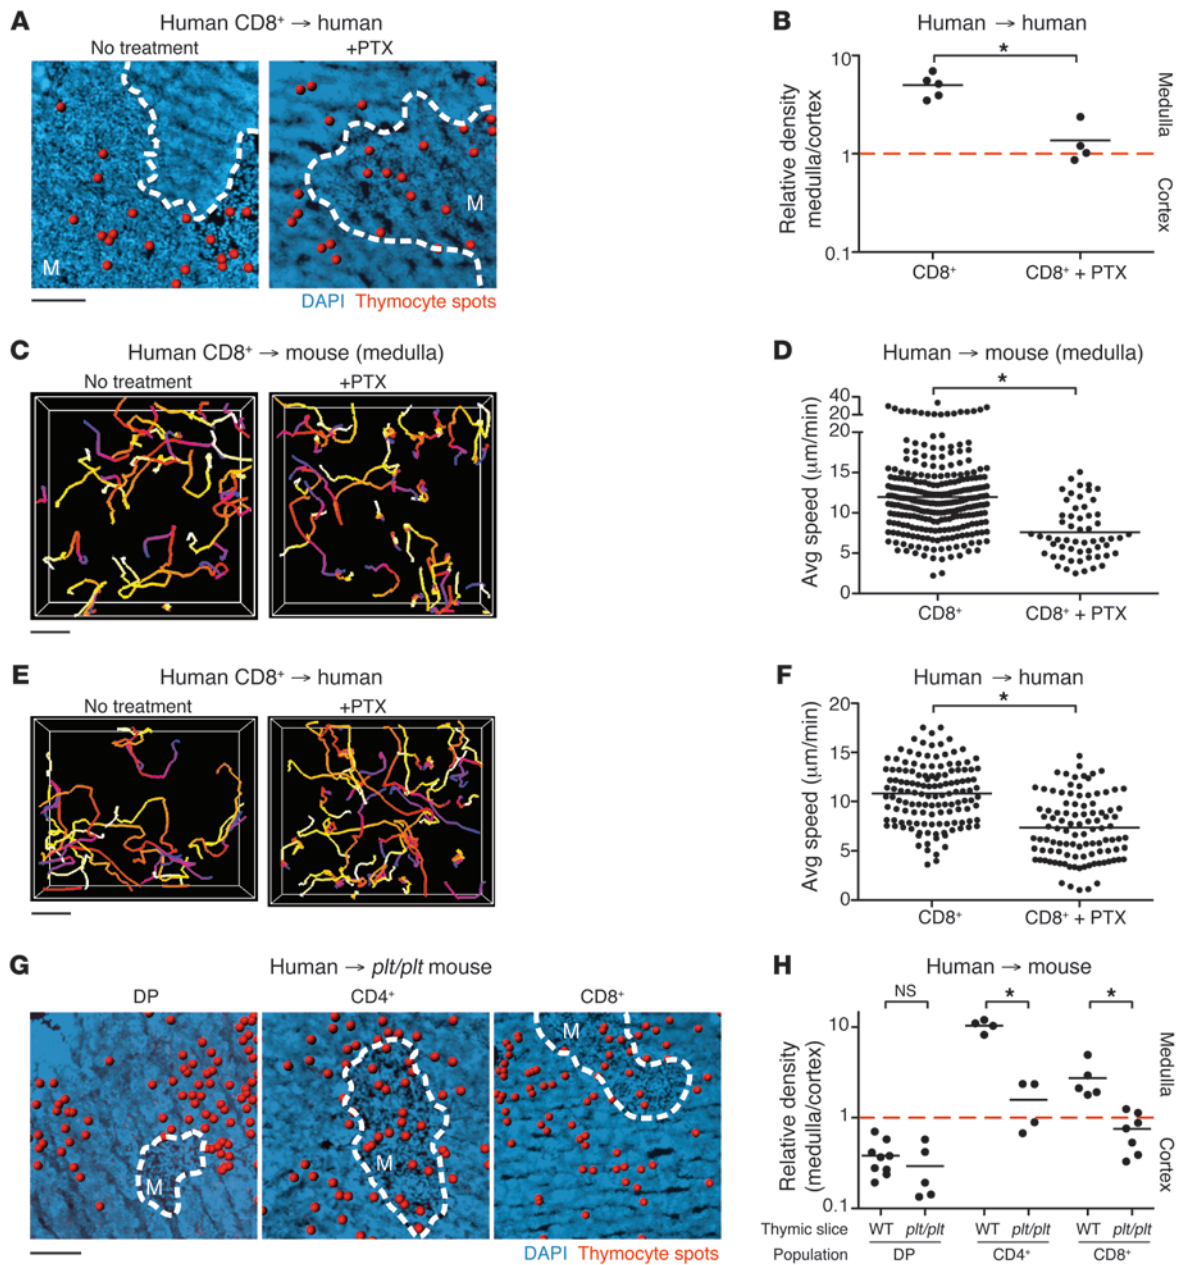 A
Human CD8⁺ → human
No treatment
+PTX
M
M
DAPI Thymocyte spots
B
Human → human
*
10
1
0.1
Relative density
medulla/cortex
Medulla
Cortex
CD8⁺
CD8⁺ + PTX
C
Human CD8⁺ → mouse (medulla)
No treatment
+PTX
D
Human → mouse (medulla)
*
40
20
20
15
10
5
0
Avg speed (μm/min)
CD8⁺
CD8⁺ + PTX
E
Human CD8⁺ → human
No treatment
+PTX
F
Human → human
*
20
15
10
5
0
Avg speed (μm/min)
CD8⁺
CD8⁺ + PTX
G
Human → plt/plt mouse
DP
CD4⁺
CD8⁺
M
M
M
DAPI Thymocyte spots
H
Human → mouse
NS
*
*
10
1
0.1
Relative density
(medulla/cortex)
Medulla
Cortex
Thymic slice WT plt/plt WT plt/plt WT plt/plt
Population DP CD4⁺ CD8⁺